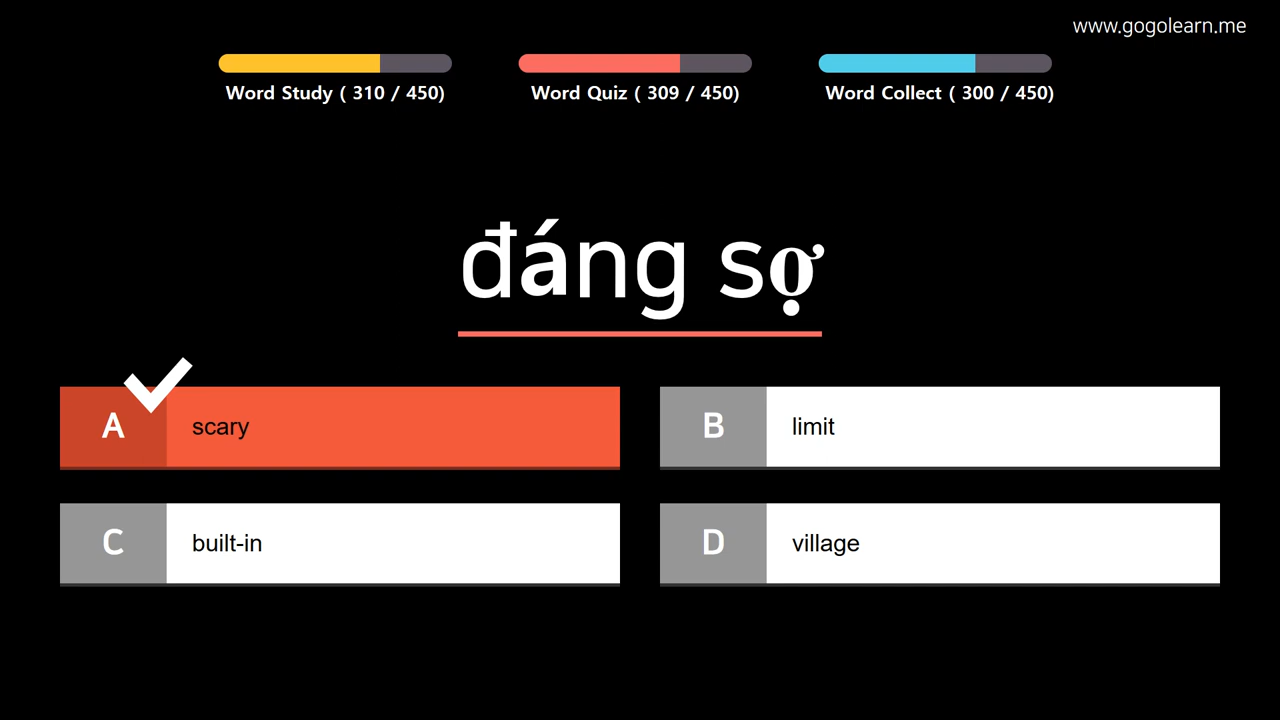 www.gogolearn.me
Word Study ( 310 / 450)
Word Quiz ( 309 / 450)
Word Collect ( 300 / 450)
đáng sợ
A scary
B limit
C built-in
D village